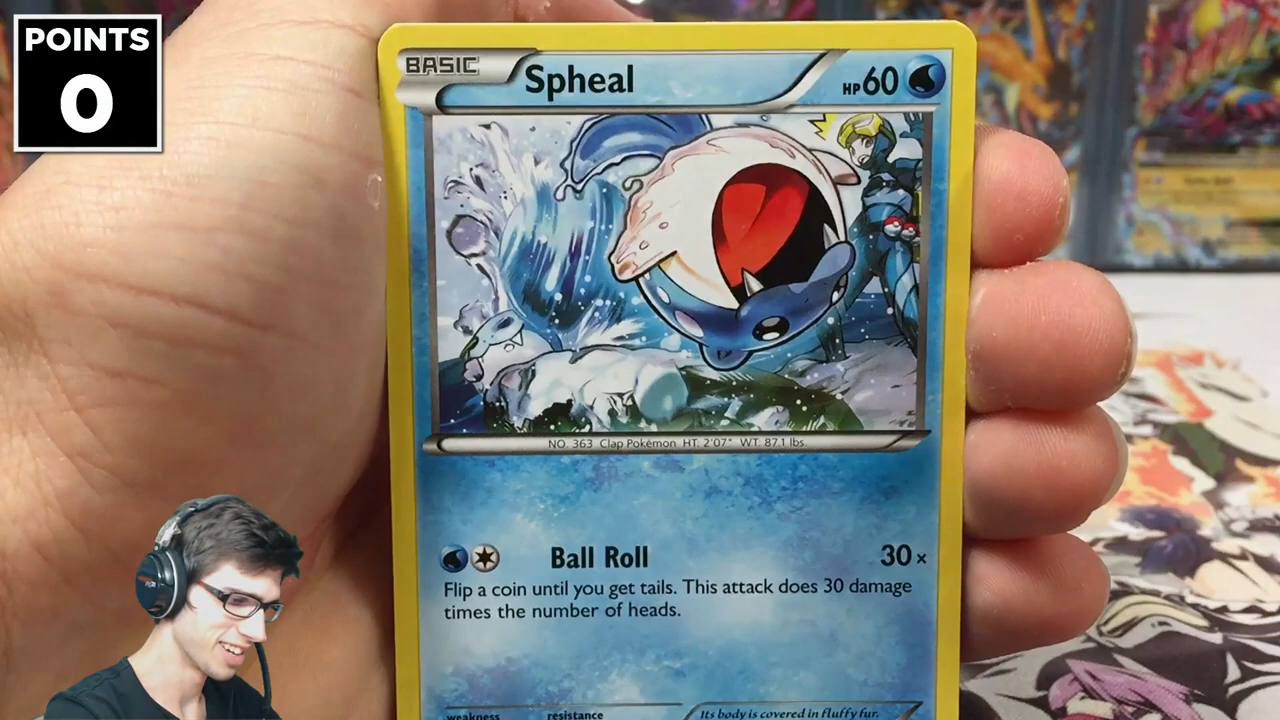 POINTS
0
BASIC
Spheal
HP60
NO. 363 Clap Pokémon HT. 2'07" WT. 87.1 lbs.
Ball Roll
30×
Flip a coin until you get tails. This attack does 30 damage
times the number of heads.
weakness
resistance
Its body is covered in fluffy fur.